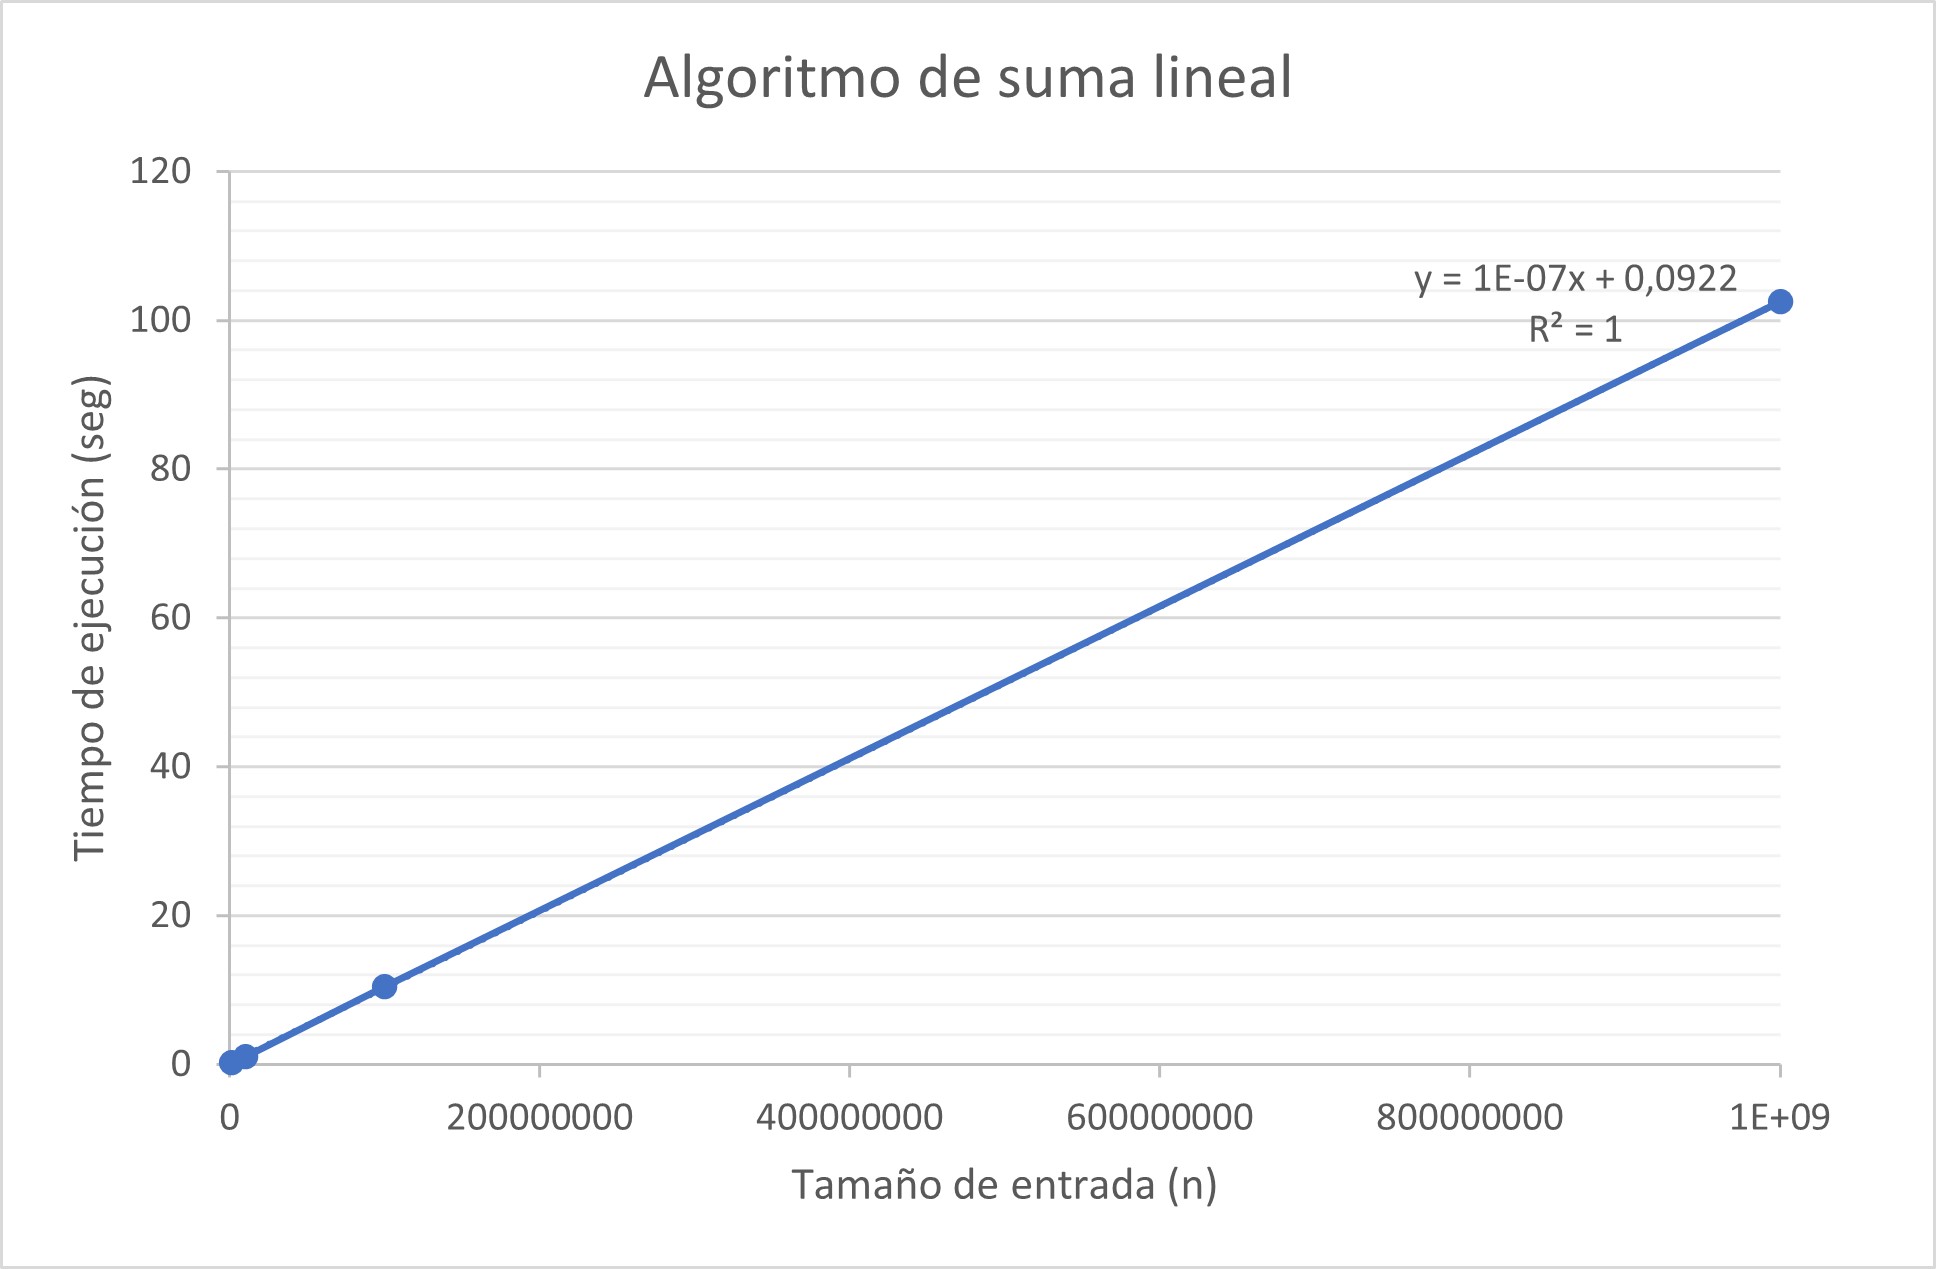 Algoritmo de suma lineal
120
100
80
60
40
20
0
y = 1E-07x + 0,0922
R² = 1
Tiempo de ejecución (seg)
0 200000000 400000000 600000000 800000000 1E+09
Tamaño de entrada (n)